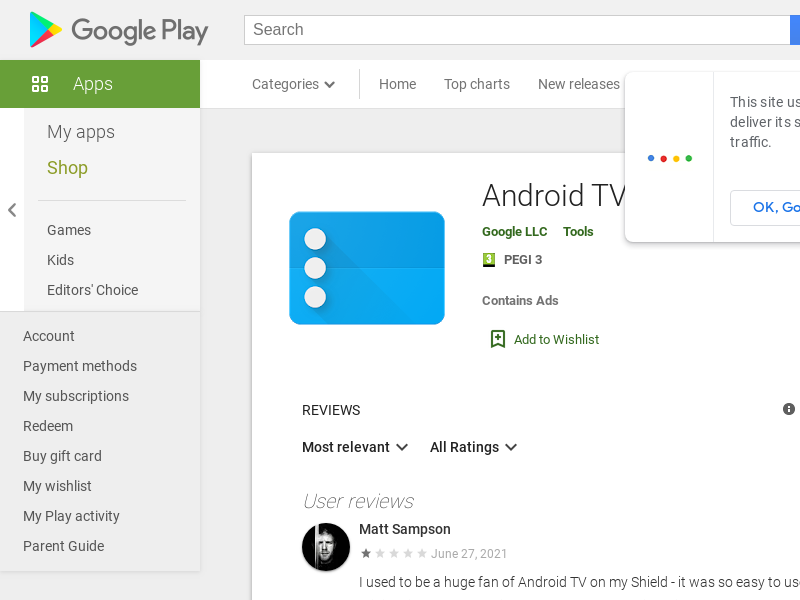 Google Play
Search
Apps
Categories
Home
Top charts
New releases
My apps
Shop
Games
Kids
Editors' Choice
Account
Payment methods
My subscriptions
Redeem
Buy gift card
My wishlist
My Play activity
Parent Guide
This site
deliver its
traffic.
OK,
Android TV
Google LLC Tools
3 PEGI 3
Contains Ads
Add to Wishlist
REVIEWS
Most relevant All Ratings
User reviews
Matt Sampson
June 27, 2021
I used to be a huge fan of Android TV on my Shield - it was so easy to